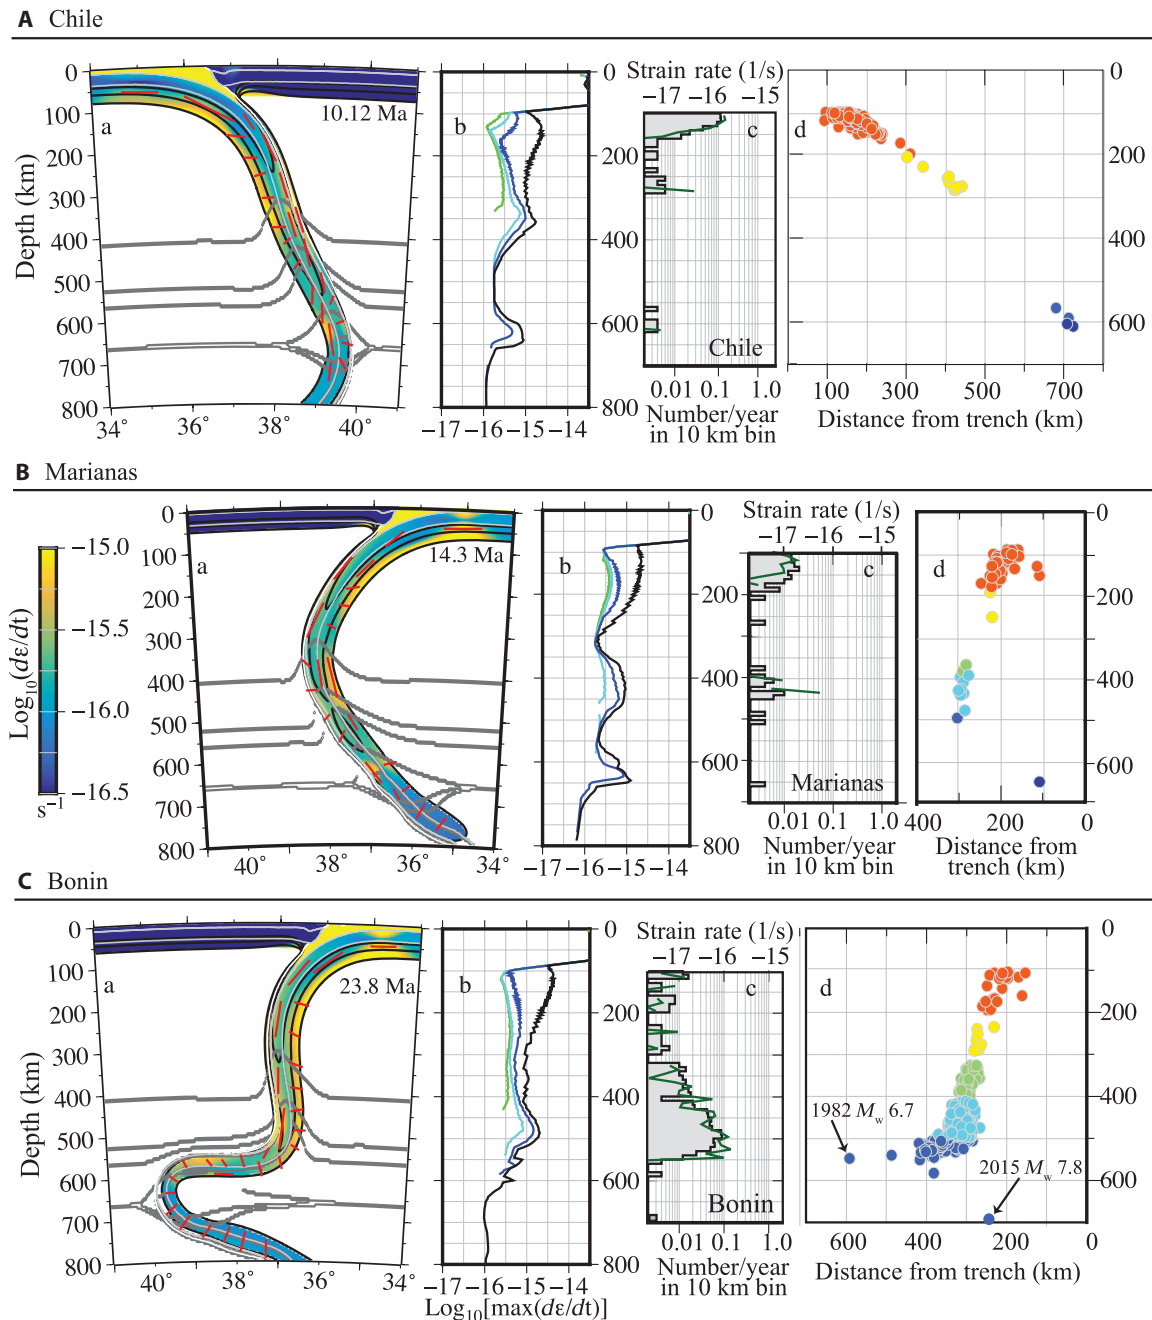 A Chile
0
100
200
300
400
500
600
700
800
Depth (km)
a
10.12 Ma
34° 36° 38° 40°
b
0
200
400
600
800
−17 −16 −15 −14
Strain rate (1/s)
−17 −16 −15
c
Chile
0.01 0.1 1.0
Number/year
in 10 km bin
d
0
200
400
600
100 300 500 700
Distance from trench (km)
B Marianas
−15.0
−15.5
−16.0
−16.5
Log10(dε/dt)
s−1
0
100
200
300
400
500
600
700
800
a
14.3 Ma
40° 38° 36° 34°
b
0
200
400
600
800
−17 −16 −15 −14
Strain rate (1/s)
−17 −16 −15
c
Marianas
0.01 0.1 1.0
Number/year
in 10 km bin
d
0
200
400
600
400 200 0
Distance from
trench (km)
C Bonin
0
100
200
300
400
500
600
700
800
Depth (km)
a
23.8 Ma
40° 38° 36° 34°
b
0
200
400
600
800
−17 −16 −15 −14
Log10[max(dε/dt)]
Strain rate (1/s)
−17 −16 −15
c
Bonin
0.01 0.1 1.0
Number/year
in 10 km bin
d
1982 Mw 6.7
2015 Mw 7.8
0
200
400
600
600 400 200 0
Distance from trench (km)